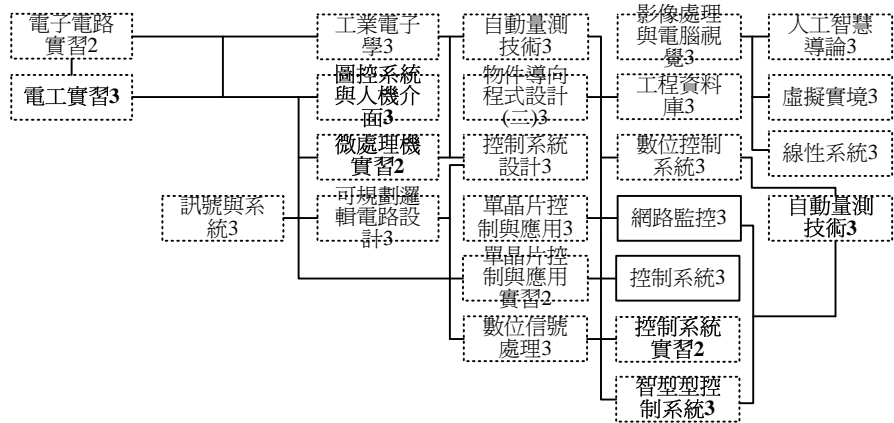 電子電路
實習2
電工實習3
訊號與系
統3
工業電子
學3
圖控系統
與人機介
面3
微處理機
實習2
可規劃邏
輯電路設
計3
自動量測
技術3
物件導向
程式設計
(二)3
控制系統
設計3
單晶片控
制與應用3
單晶片控
制與應用
實習2
數位信號
處理3
影像處理
與電腦視
覺3
工程資料
庫3
數位控制
系統3
網路監控3
控制系統3
控制系統
實習2
智型型控
制系統3
人工智慧
導論3
虛擬實境3
線性系統3
自動量測
技術3